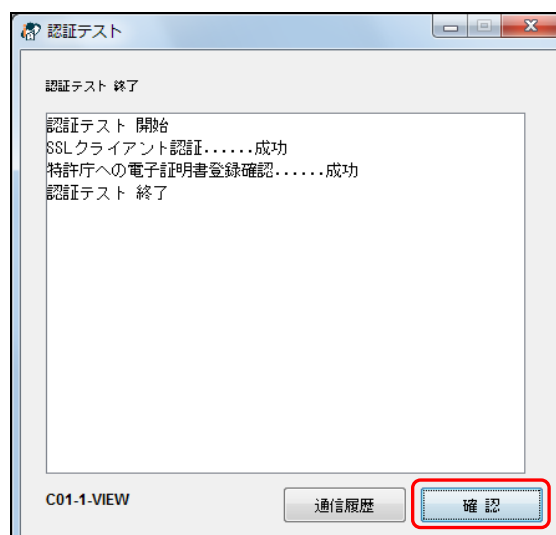 認証テスト
認証テスト 終了
認証テスト 開始
SSLクライアント認証......成功
特許庁への電子証明書登録確認......成功
認証テスト 終了
C01-1-VIEW
通信履歴
確 認